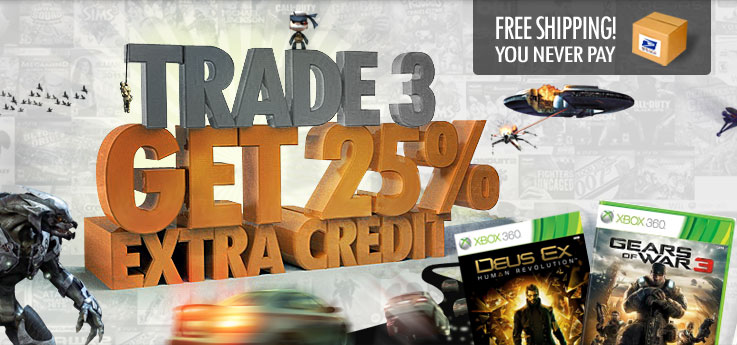 FREE SHIPPING!
YOU NEVER PAY
TRADE 3
GET 25%
EXTRA CREDIT
XBOX 360
DEUS EX
HUMAN REVOLUTION
XBOX 360
GEARS
OF WAR 3